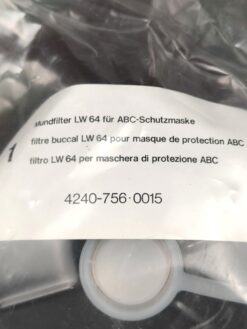 Mundfilter LW 64 für ABC-Schutzmaske
1 filtre buccal LW 64 pour masque de protection ABC
filtro LW 64 per maschera di protezione ABC
4240-756·0015